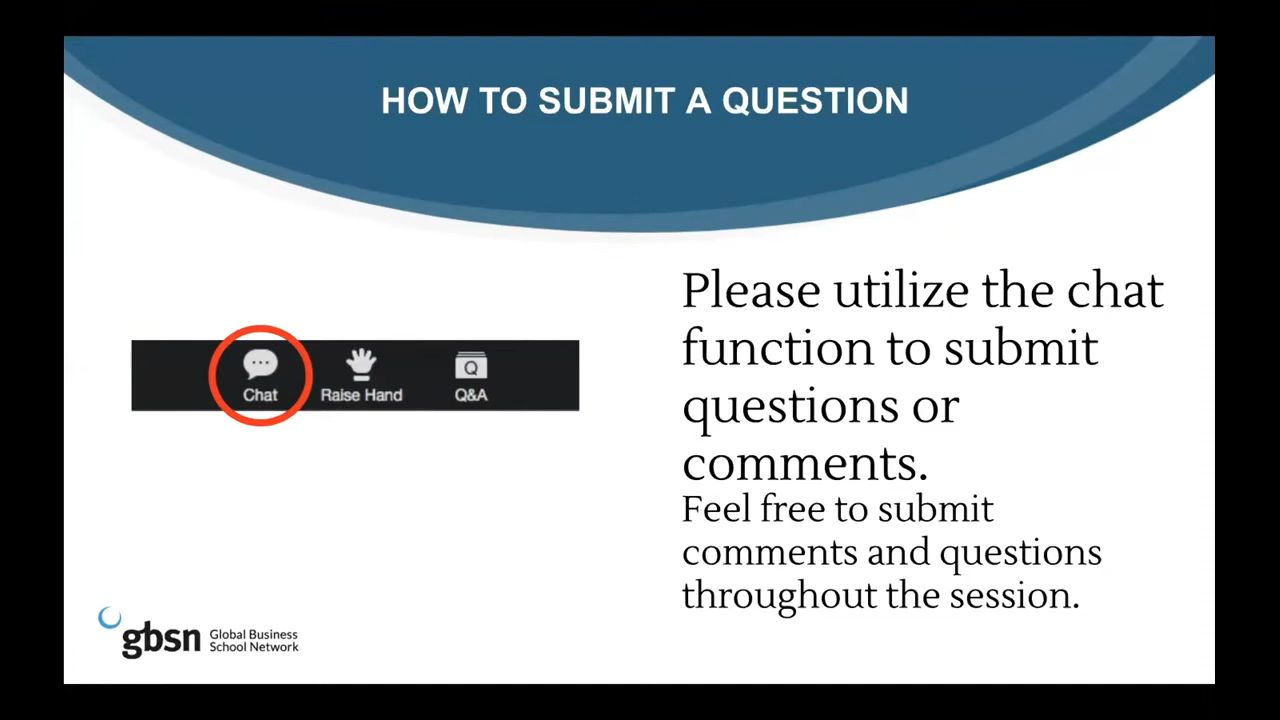 HOW TO SUBMIT A QUESTION
Please utilize the chat
function to submit
questions or
comments.
Feel free to submit
comments and questions
throughout the session.
Chat
Raise Hand
Q&A
gbsn
Global Business
School Network